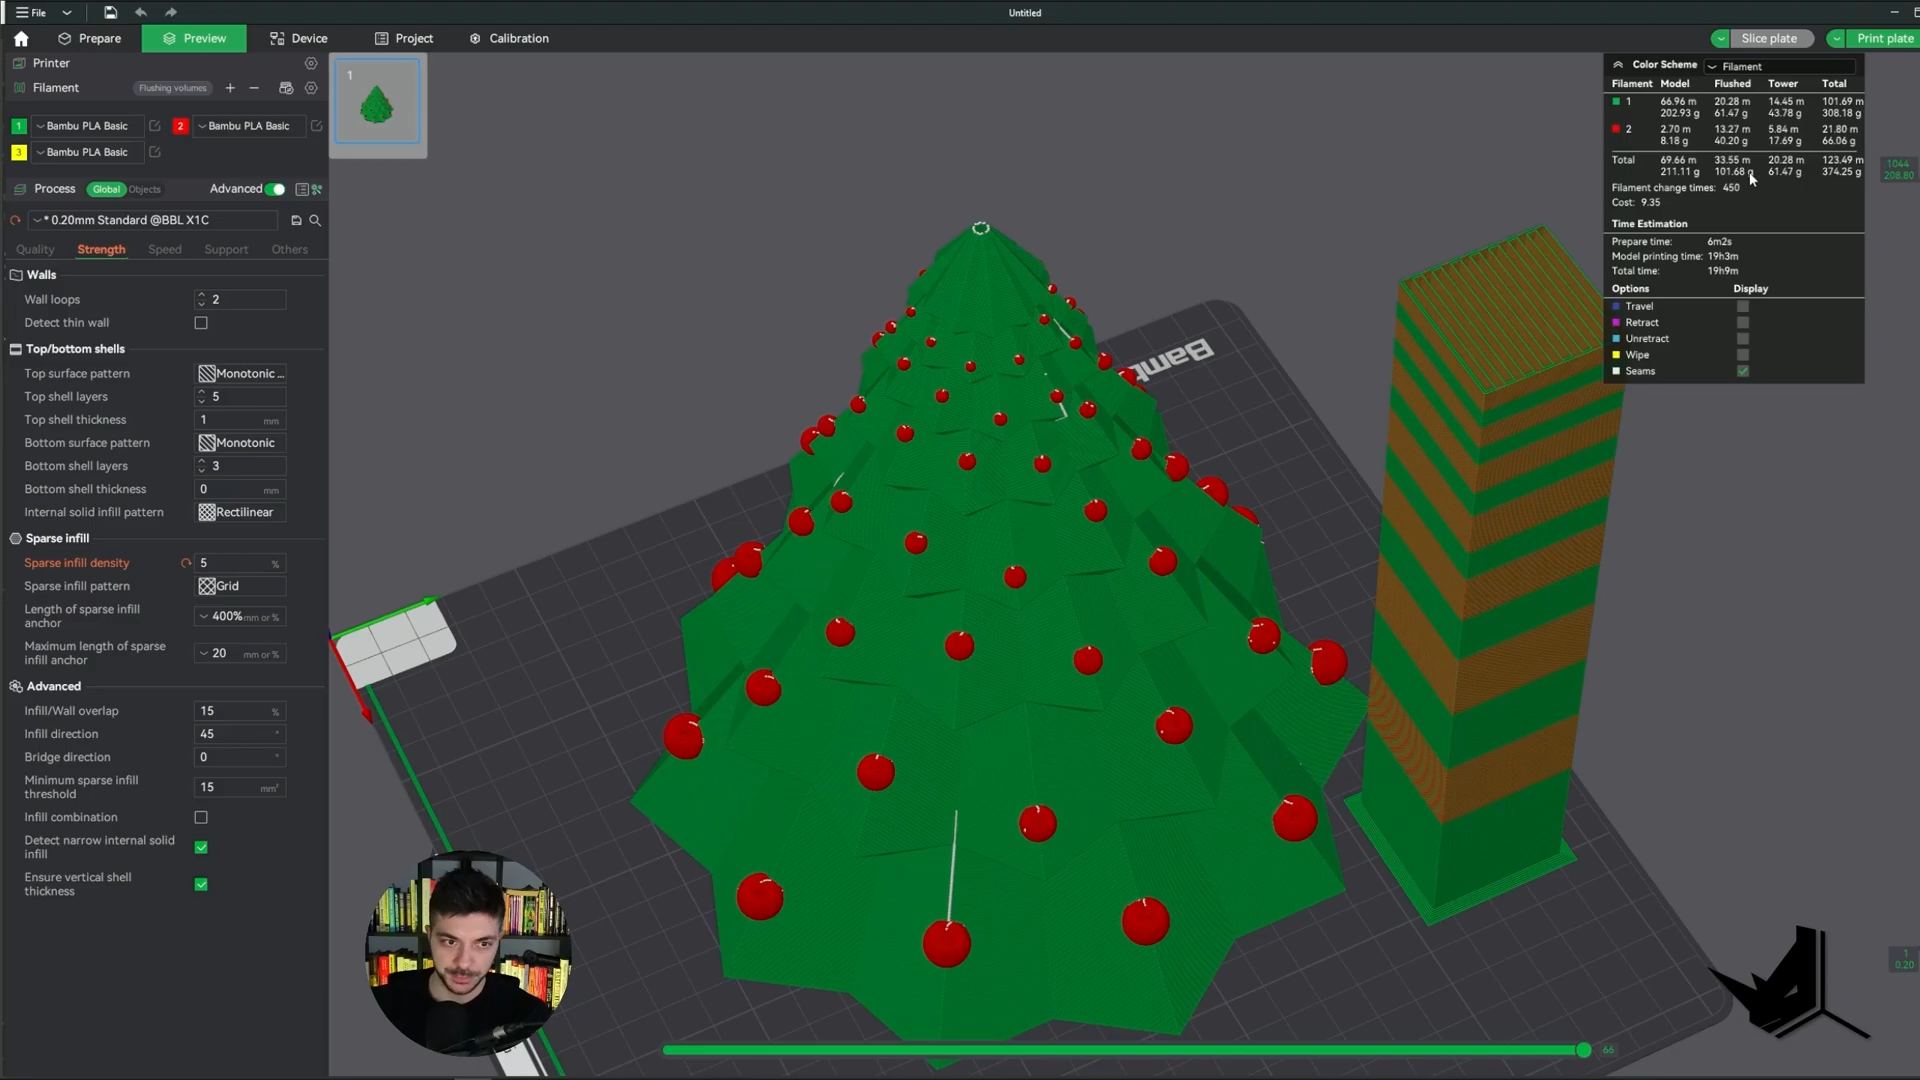 File
Untitled
Prepare
Preview
Device
Project
Calibration
Slice plate
Print plate
Printer
Filament
Flushing volumes
1 Bambu PLA Basic
2 Bambu PLA Basic
3 Bambu PLA Basic
Process
Global
Objects
Advanced
* 0.20mm Standard @BBL X1C
Quality
Strength
Speed
Support
Others
Walls
Wall loops 2
Detect thin wall
Top/bottom shells
Top surface pattern Monotonic ...
Top shell layers 5
Top shell thickness 1 mm
Bottom surface pattern Monotonic
Bottom shell layers 3
Bottom shell thickness 0 mm
Internal solid infill pattern Rectilinear
Sparse infill
Sparse infill density 5 %
Sparse infill pattern Grid
Length of sparse infill
anchor
400% mm or %
Maximum length of sparse
infill anchor
20 mm or %
Advanced
Infill/Wall overlap 15 %
Infill direction 45 °
Bridge direction 0 °
Minimum sparse infill
threshold
15 mm²
Infill combination
Detect narrow internal solid
infill
Ensure vertical shell
thickness
1
Bamb
Color Scheme Filament
Filament Model Flushed Tower Total
1 66.96 m 20.28 m 14.45 m 101.69 m
202.93 g 61.47 g 43.78 g 308.18 g
2 2.70 m 13.27 m 5.84 m 21.80 m
8.18 g 40.20 g 17.69 g 66.06 g
Total 69.66 m 33.55 m 20.28 m 123.49 m
211.11 g 101.68 g 61.47 g 374.25 g
Filament change times: 450
Cost: 9.35
Time Estimation
Prepare time: 6m2s
Model printing time: 19h3m
Total time: 19h9m
Options Display
Travel
Retract
Unretract
Wipe
Seams
1044
208.80
1
0.20
66